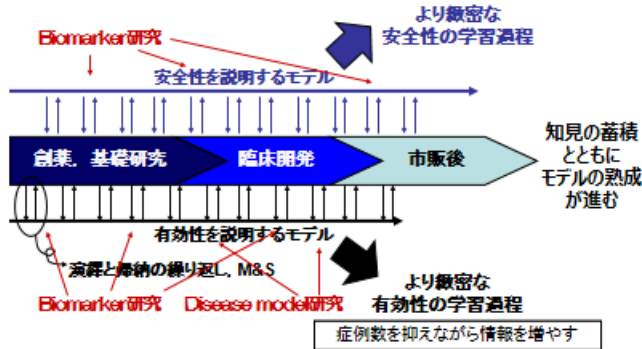 Biomarker研究
より緻密な
安全性の学習過程
安全性を説明するモデル
創薬，基礎研究
臨床開発
市販後
知見の蓄積
とともに
モデルの熟成
が進む
有効性を説明するモデル
演繹と帰納の繰り返し, M&S
Biomarker研究
Disease model研究
より緻密な
有効性の学習過程
症例数を抑えながら情報を増やす